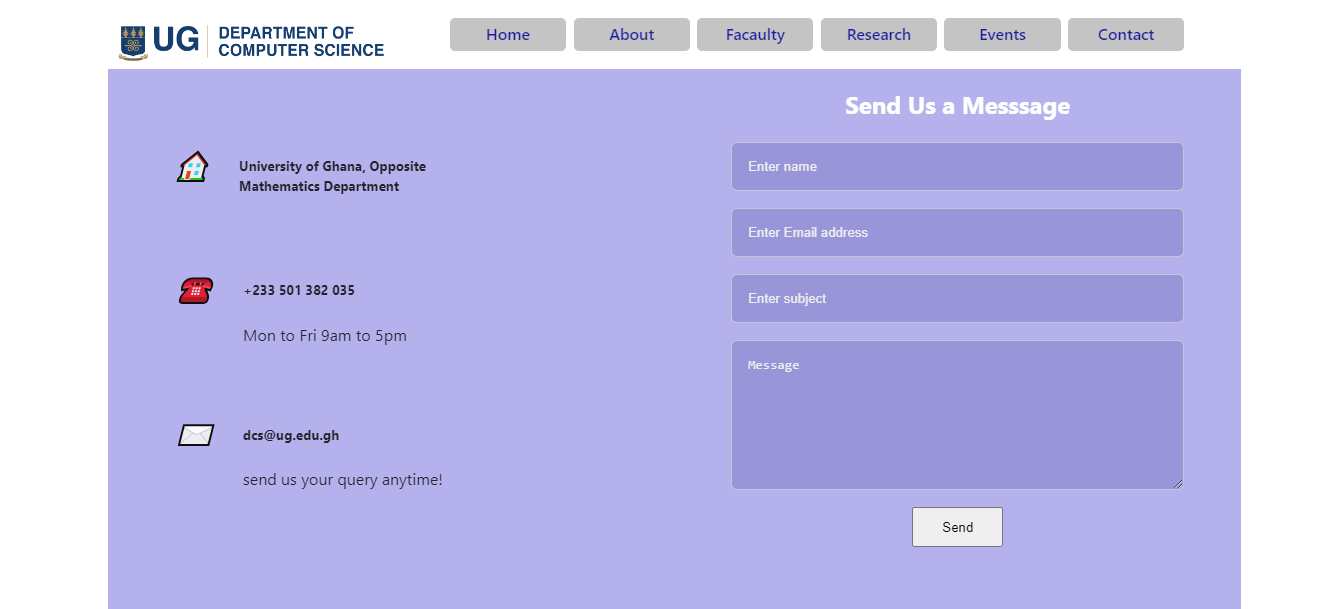 UG
DEPARTMENT OF
COMPUTER SCIENCE
Home
About
Facaulty
Research
Events
Contact
Send Us a Messsage
University of Ghana, Opposite
Mathematics Department
+233 501 382 035
Mon to Fri 9am to 5pm
dcs@ug.edu.gh
send us your query anytime!
Enter name
Enter Email address
Enter subject
Message
Send